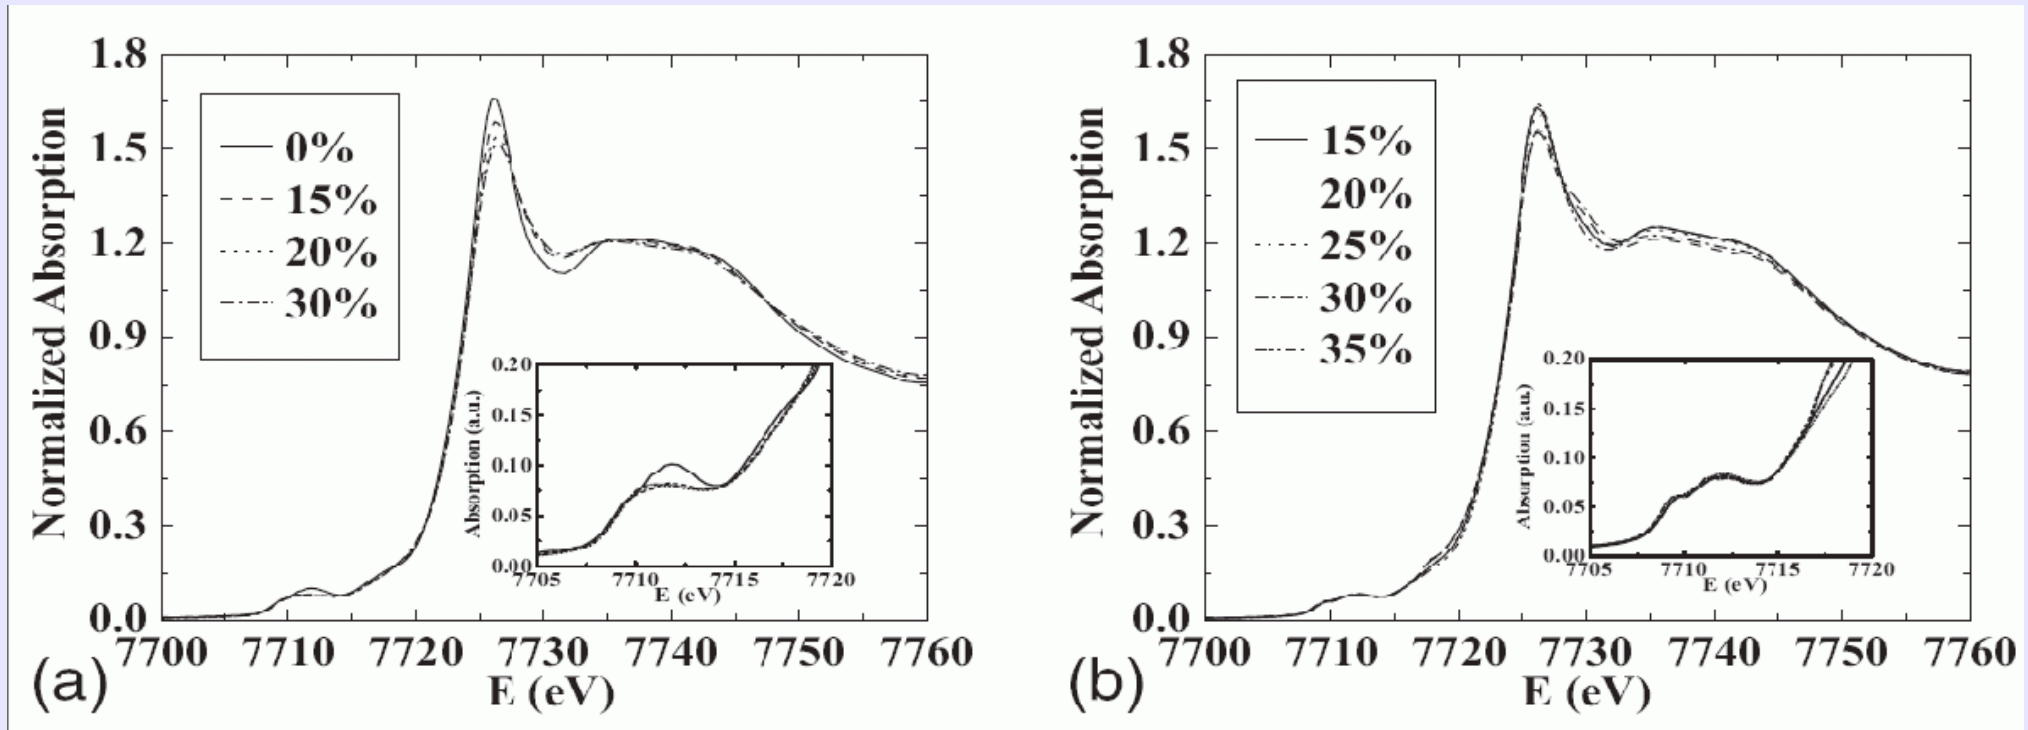 1.8
1.5
1.2
0.9
0.6
0.3
0.0
Normalized Absorption
0%
15%
20%
30%
0.20
0.15
0.10
0.05
0.00
Absorption (a.u.)
7705 7710 7715 7720
E (eV)
7700 7710 7720 7730 7740 7750 7760
E (eV)
(a)
1.8
1.5
1.2
0.9
0.6
0.3
0.0
Normalized Absorption
15%
20%
25%
30%
35%
0.20
0.15
0.10
0.05
0.00
Absorption (a.u.)
7705 7710 7715 7720
E (eV)
7700 7710 7720 7730 7740 7750 7760
E (eV)
(b)